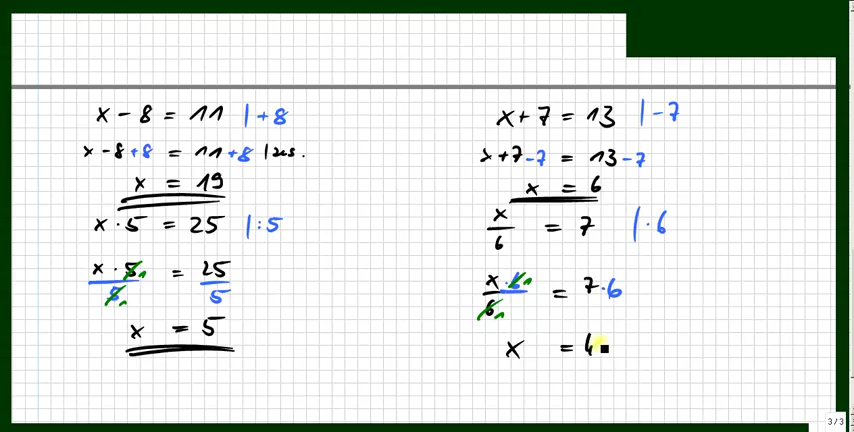 x - 8 = 11 | + 8
x - 8 + 8 = 11 + 8
x = 19
x · 5 = 25 | : 5
x · 5 / 5 = 25 / 5
x = 5
x + 7 = 13 | - 7
x + 7 - 7 = 13 - 7
x = 6
x / 6 = 7 | · 6
x · 6 / 6 = 7 · 6
x = 4
3 / 3